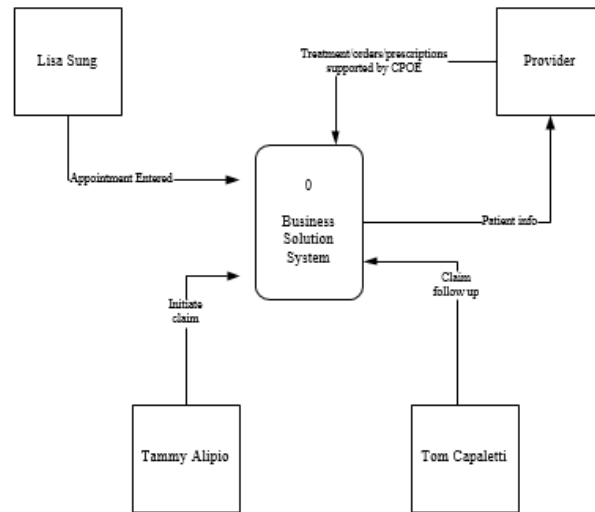 Lisa Sung
Treatment/orders/prescriptions
supported by CPOE
Provider
Appointment Entered
0
Business
Solution
System
Patient info
Initiate
claim
Claim
follow up
Tammy Alipio
Tom Capaletti